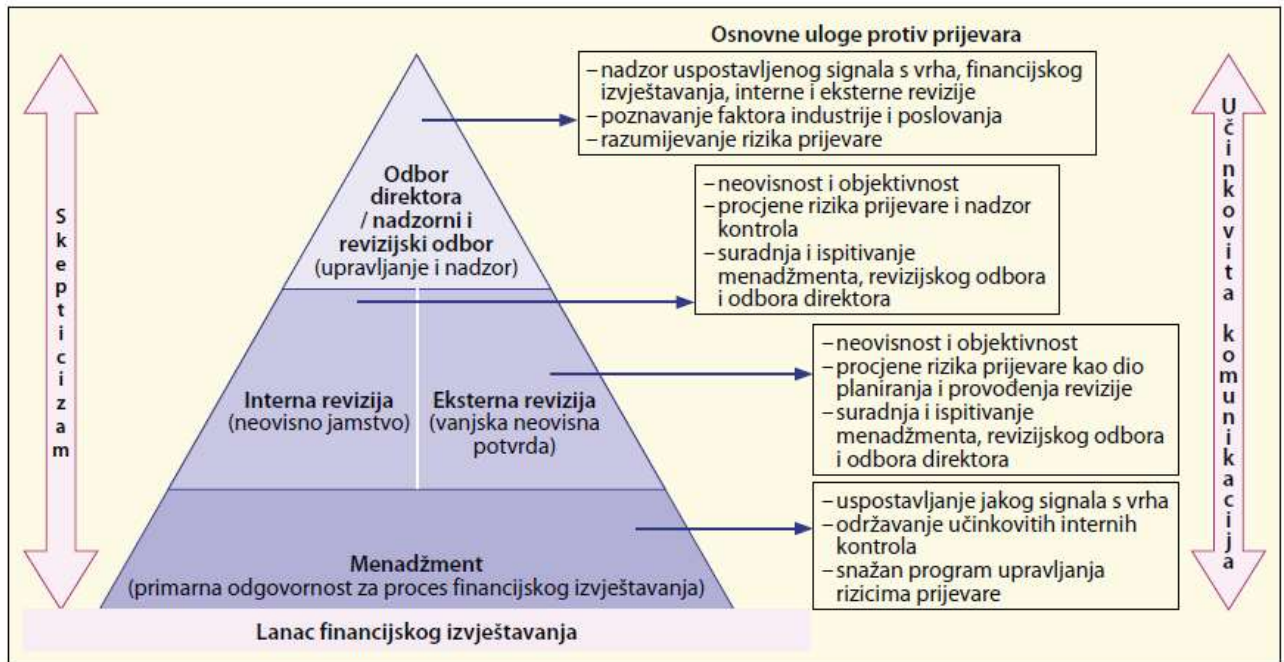 Osnovne uloge protiv prijevara
– nadzor uspostavljenog signala s vrha, financijskog
izvještavanja, interne i eksterne revizije
– poznavanje faktora industrije i poslovanja
– razumijevanje rizika prijevare
Odbor
direktora
/ nadzorni i
revizijski odbor
(upravljanje i nadzor)
– neovisnost i objektivnost
– procjene rizika prijevare i nadzor
kontrola
– suradnja i ispitivanje
menadžmenta, revizijskog odbora
i odbora direktora
Interna revizija
(neovisno jamstvo)
Eksterna revizija
(vanjska neovisna
potvrda)
– neovisnost i objektivnost
– procjene rizika prijevare kao dio
planiranja i provođenja revizije
– suradnja i ispitivanje
menadžmenta, revizijskog odbora
i odbora direktora
Menadžment
(primarna odgovornost za proces financijskog izvještavanja)
– uspostavljanje jakog signala s vrha
– održavanje učinkovitih internih
kontrola
– snažan program upravljanja
rizicima prijevare
Lanac financijskog izvještavanja
Skepticizam
Učinkovita komunikacija